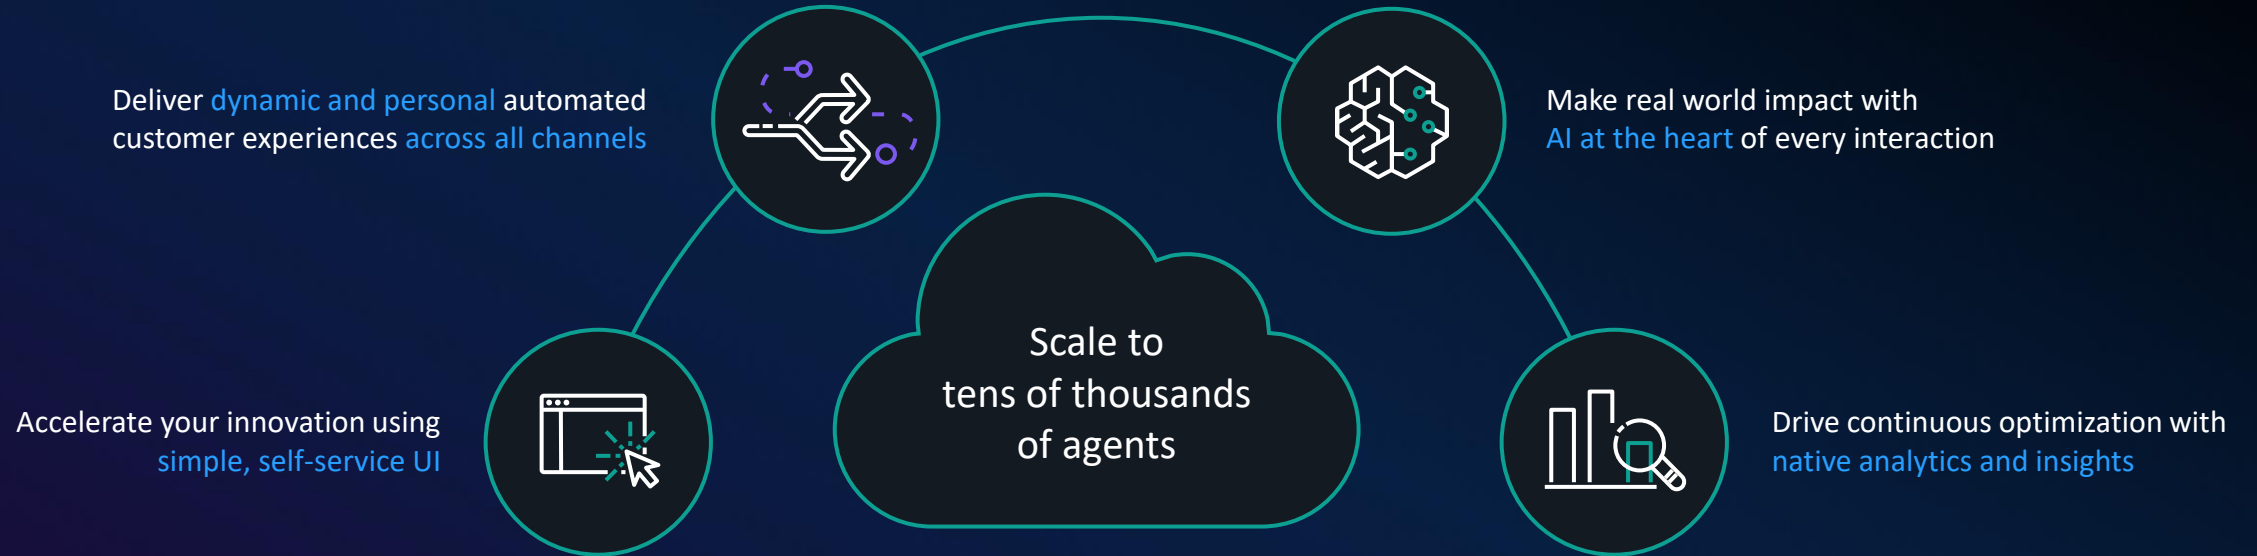 Deliver dynamic and personal automated
customer experiences across all channels
Make real world impact with
AI at the heart of every interaction
Scale to
tens of thousands
of agents
Accelerate your innovation using
simple, self-service UI
Drive continuous optimization with
native analytics and insights